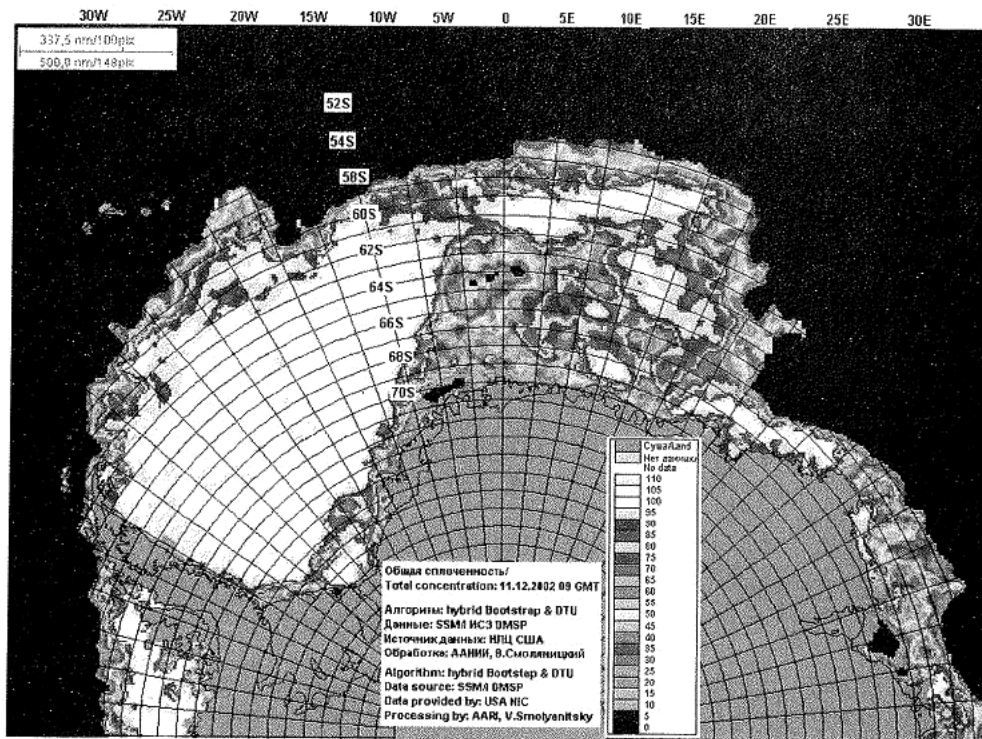 30W 25W 20W 15W 10W 5W 0 5E 10E 15E 20E 25E 30E
337,5 nm/100pix
500,0 nm/148pix
52S
54S
58S
60S
62S
64S
66S
68S
70S
Суша/Land
Нет данных/
No data
110
105
100
95
90
85
80
75
70
65
60
55
50
45
40
35
30
25
20
15
10
5
0
Общая сплоченность/
Total concentration: 11.12.2002 09 GMT
Алгоритм: hybrid Bootstrap & DTU
Данные: SSM/I ИСЗ DMSP
Источник данных: НЛЦ США
Обработка: ААНИИ, В.Смоляницкий
Algorithm: hybrid Bootstep & DTU
Data source: SSM/I DMSP
Data provided by: USA NIC
Processing by: AARI, V.Smolyanitsky